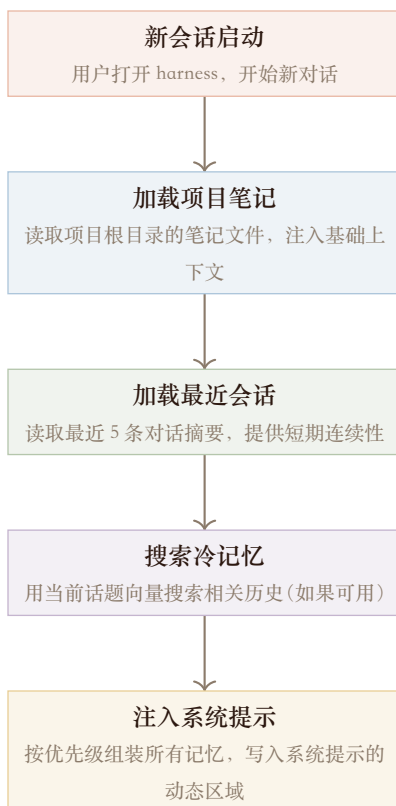 新会话启动
用户打开 harness，开始新对话
加载项目笔记
读取项目根目录的笔记文件，注入基础上
下文
加载最近会话
读取最近 5 条对话摘要，提供短期连续性
搜索冷记忆
用当前话题向量搜索相关历史（如果可用）
注入系统提示
按优先级组装所有记忆，写入系统提示的
动态区域